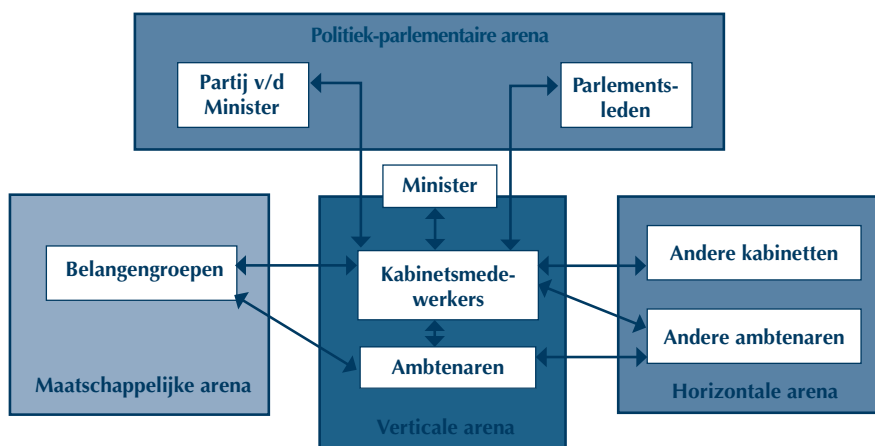 Politiek-parlementaire arena
Partij v/d
Minister
Parlements-
leden
Minister
Belangengroepen
Kabinetsmede-
werkers
Andere kabinetten
Andere ambtenaren
Ambtenaren
Maatschappelijke arena
Verticale arena
Horizontale arena